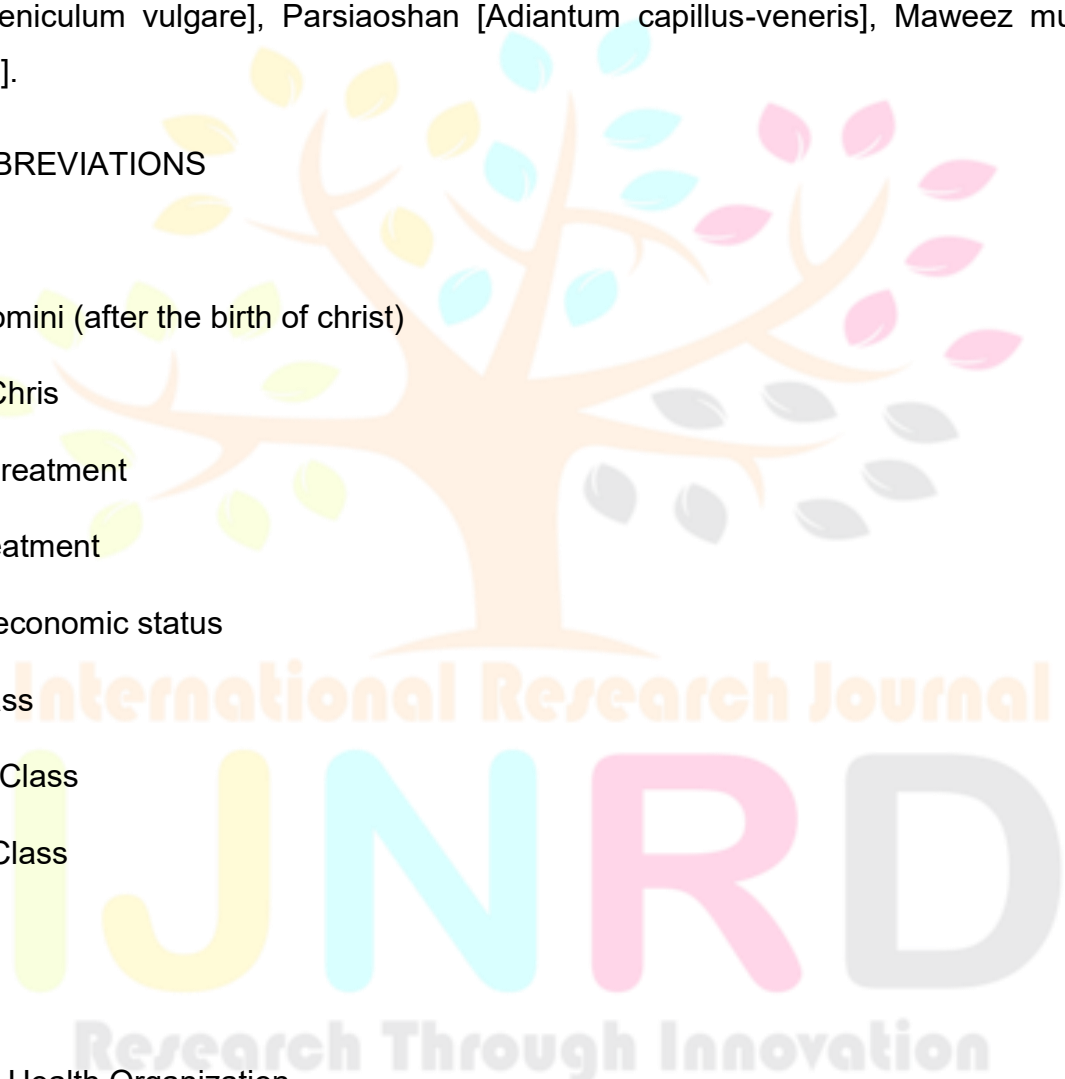 eniculum vulgare], Parsiaoshan [Adiantum capillus-veneris], Maweez mu
].
BREVIATIONS
omini (after the birth of christ)
Chris
reatment
eatment
economic status
ss
Class
Class
International Research Journal
IJNRD
Research Through Innovation
Health Organization